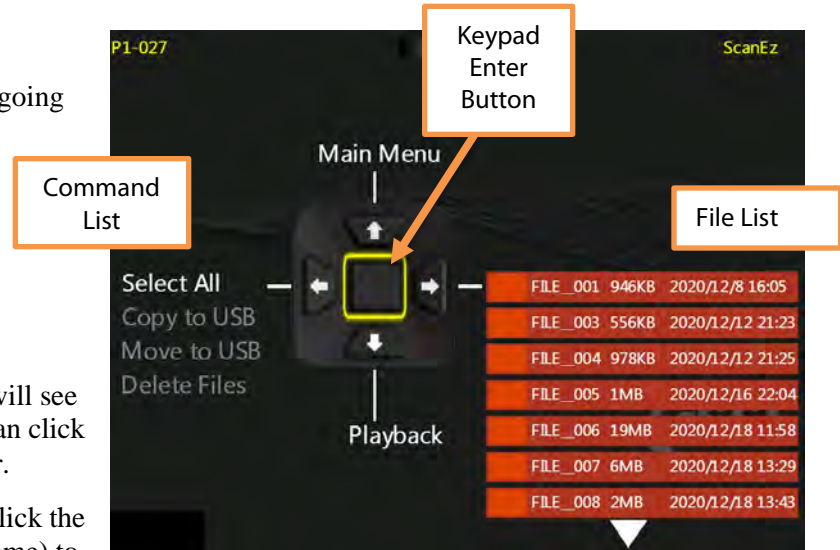 going
will see
an click
r.
lick the
me) to
P1-027
ScanEz
Keypad
Enter
Button
Main Menu
Command
List
File List
Select All
Copy to USB
Move to USB
Delete Files
Playback
FILE_001 946KB 2020/12/8 16:05
FILE_003 556KB 2020/12/12 21:23
FILE_004 978KB 2020/12/12 21:25
FILE_005 1MB 2020/12/16 22:04
FILE_006 19MB 2020/12/18 11:58
FILE_007 6MB 2020/12/18 13:29
FILE_008 2MB 2020/12/18 13:43